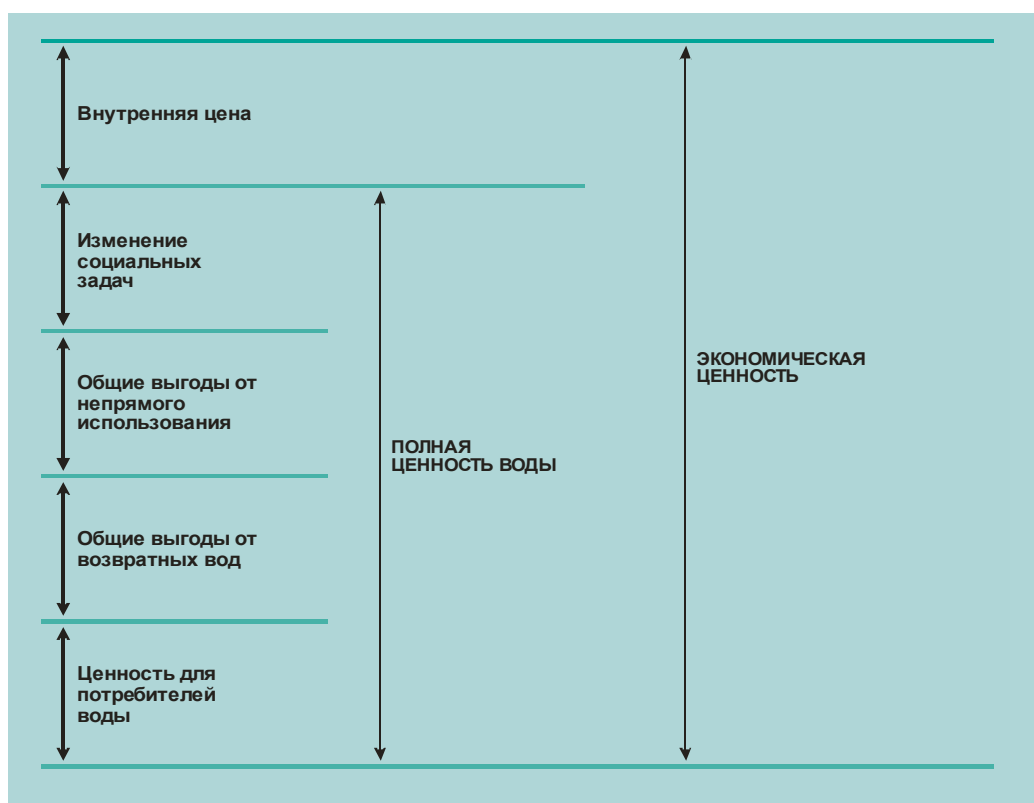 Внутренняя цена
Изменение
социальных
задач
Общие выгоды от
непрямого
использования
ЭКОНОМИЧЕСКАЯ
ЦЕННОСТЬ
ПОЛНАЯ
ЦЕННОСТЬ ВОДЫ
Общие выгоды от
возвратных вод
Ценность для
потребителей
воды